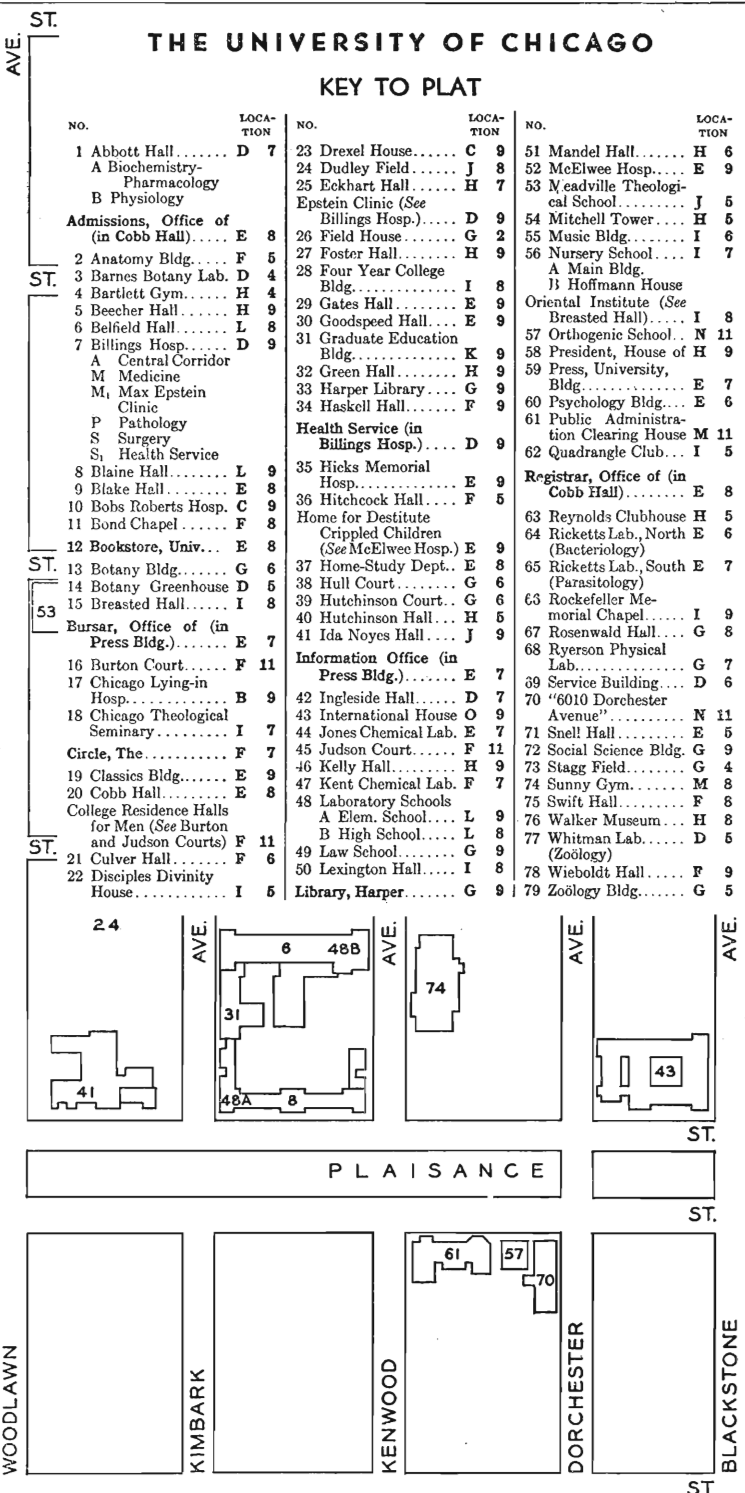 ST.
AVE.
THE UNIVERSITY OF CHICAGO
KEY TO PLAT
NO. LOCA-
TION
1 Abbott Hall....... D 7
A Biochemistry-
Pharmacology
B Physiology
Admissions, Office of
(in Cobb Hall)..... E 8
2 Anatomy Bldg..... F 5
3 Barnes Botany Lab. D 4
4 Bartlett Gym...... H 4
5 Beecher Hall...... H 9
6 Belfield Hall....... L 8
7 Billings Hosp...... D 9
A Central Corridor
M Medicine
M₁ Max Epstein
Clinic
P Pathology
S Surgery
S₁ Health Service
8 Blaine Hall........ L 9
9 Blake Hall........ E 8
10 Bobs Roberts Hosp. C 9
11 Bond Chapel...... F 8
12 Bookstore, Univ... E 8
13 Botany Bldg....... G 6
14 Botany Greenhouse D 5
15 Breasted Hall...... I 8
Bursar, Office of (in
Press Bldg.)....... E 7
16 Burton Court...... F 11
17 Chicago Lying-in
Hosp............ B 9
18 Chicago Theological
Seminary......... I 7
Circle, The........... F 7
19 Classics Bldg...... E 9
20 Cobb Hall......... E 8
College Residence Halls
for Men (See Burton
and Judson Courts) F 11
21 Culver Hall........ F 6
22 Disciples Divinity
House............ I 5
NO. LOCA-
TION
23 Drexel House...... C 9
24 Dudley Field...... J 8
25 Eckhart Hall...... H 7
Epstein Clinic (See
Billings Hosp.)..... D 9
26 Field House....... G 2
27 Foster Hall........ H 9
28 Four Year College
Bldg............. I 8
29 Gates Hall........ E 9
30 Goodspeed Hall.... E 9
31 Graduate Education
Bldg............. K 9
32 Green Hall........ H 9
33 Harper Library.... G 9
34 Haskell Hall....... F 9
Health Service (in
Billings Hosp.).... D 9
35 Hicks Memorial
Hosp............ E 9
36 Hitchcock Hall.... F 5
Home for Destitute
Crippled Children
(See McElwee Hosp.) E 9
37 Home-Study Dept.. E 8
38 Hull Court........ G 6
39 Hutchinson Court.. G 6
40 Hutchinson Hall... H 5
41 Ida Noyes Hall.... J 9
Information Office (in
Press Bldg.)....... E 7
42 Ingleside Hall..... D 7
43 International House O 9
44 Jones Chemical Lab. E 7
45 Judson Court...... F 11
46 Kelly Hall......... H 9
47 Kent Chemical Lab. F 7
48 Laboratory Schools
A Elem. School.... L 9
B High School..... L 8
49 Law School........ G 9
50 Lexington Hall..... I 8
Library, Harper....... G 9
NO. LOCA-
TION
51 Mandel Hall....... H 6
52 McElwee Hosp..... E 9
53 Meadville Theologi-
cal School........ J 5
54 Mitchell Tower.... H 5
55 Music Bldg........ I 6
56 Nursery School.... I 7
A Main Bldg.
B Hoffmann House
Oriental Institute (See
Breasted Hall)..... I 8
57 Orthogenic School.. N 11
58 President, House of H 9
59 Press, University,
Bldg............. E 7
60 Psychology Bldg.... E 6
61 Public Administra-
tion Clearing House M 11
62 Quadrangle Club... I 5
Registrar, Office of (in
Cobb Hall)........ E 8
63 Reynolds Clubhouse H 5
64 Ricketts Lab., North E 6
(Bacteriology)
65 Ricketts Lab., South E 7
(Parasitology)
63 Rockefeller Me-
morial Chapel...... I 9
67 Rosenwald Hall.... G 8
68 Ryerson Physical
Lab.............. G 7
69 Service Building.... D 6
70 "6010 Dorchester
Avenue"......... N 11
71 Snell Hall......... E 5
72 Social Science Bldg. G 9
73 Stagg Field........ G 4
74 Sunny Gym....... M 8
75 Swift Hall......... F 8
76 Walker Museum... H 8
77 Whitman Lab..... D 5
(Zoölogy)
78 Wieboldt Hall..... F 9
79 Zoölogy Bldg...... G 5
ST.
ST.
53
ST.
24
AVE.
6 48B
AVE.
74
AVE.
AVE.
31
43
41
48A 8
ST.
PLAISANCE
ST.
61 57
70
WOODLAWN
KIMBARK
KENWOOD
DORCHESTER
BLACKSTONE
ST